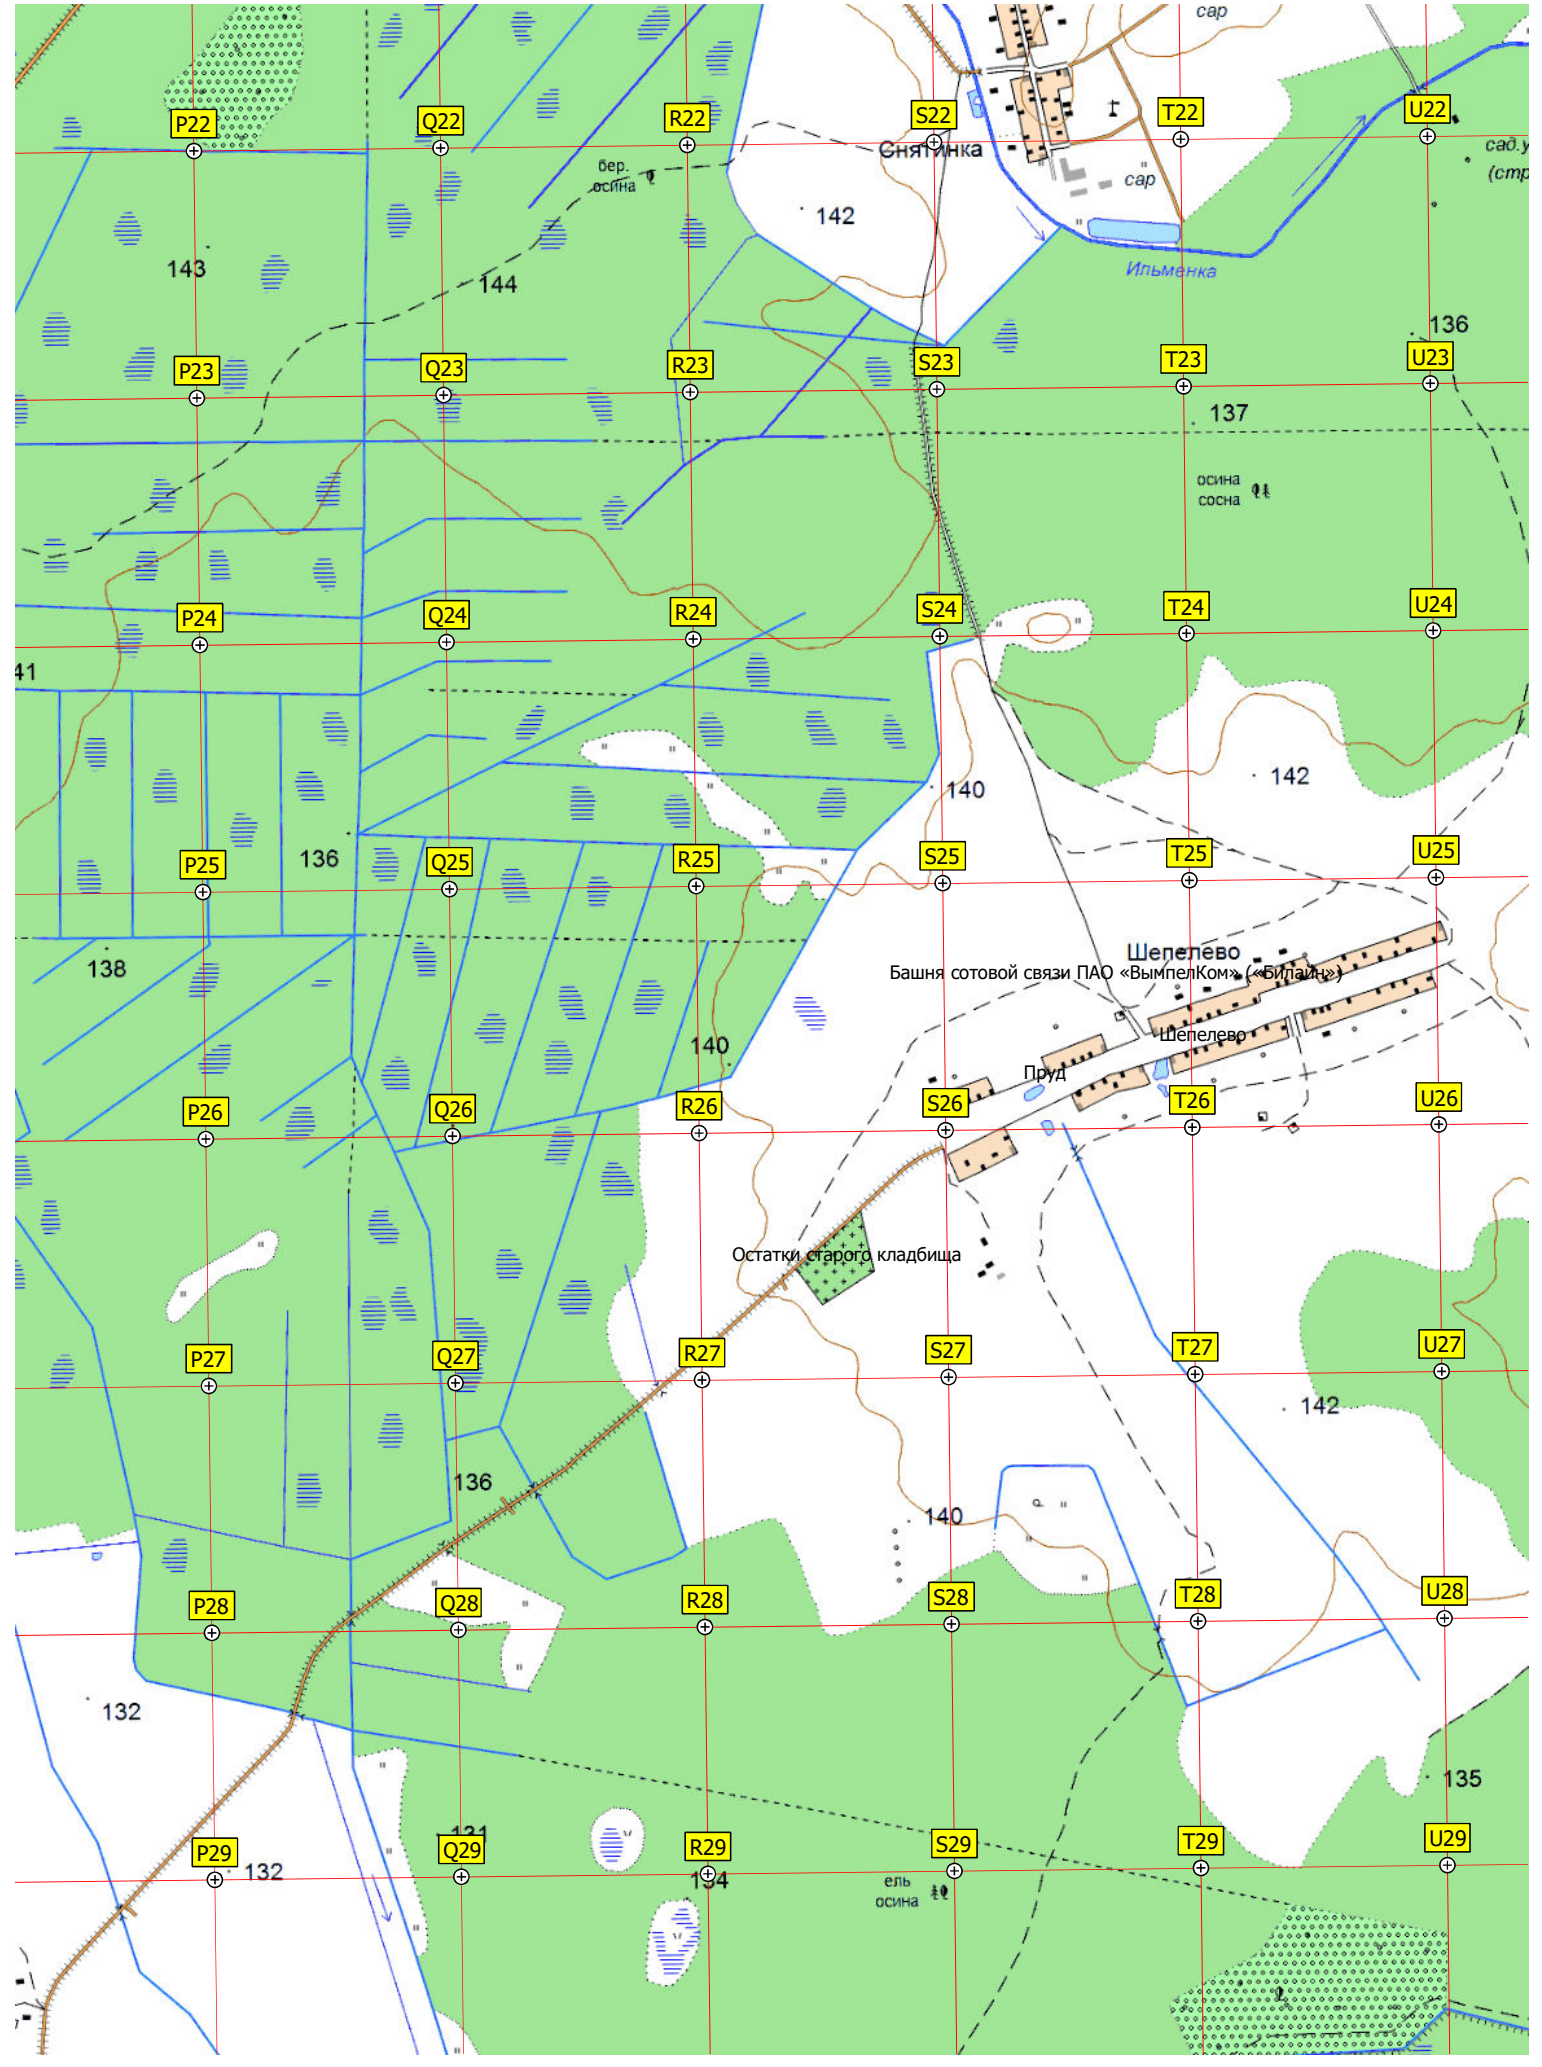 сар
P22
Q22
R22
S22
T22
U22
Снятинка
бер.
осина
сар
142
143
144
Ильменка
136
P23
Q23
R23
S23
T23
U23
137
осина
сосна
P24
Q24
R24
S24
T24
U24
41
142
140
136
P25
Q25
R25
S25
T25
U25
138
Шепелево
Башня сотовой связи ПАО «ВымпелКом» («Билайн»)
Шепелево
140
Пруд
P26
Q26
R26
S26
T26
U26
Остатки старого кладбища
P27
Q27
R27
S27
T27
U27
142
136
140
P28
Q28
R28
S28
T28
U28
132
135
131
P29
Q29
R29
S29
T29
U29
132
134
ель
осина